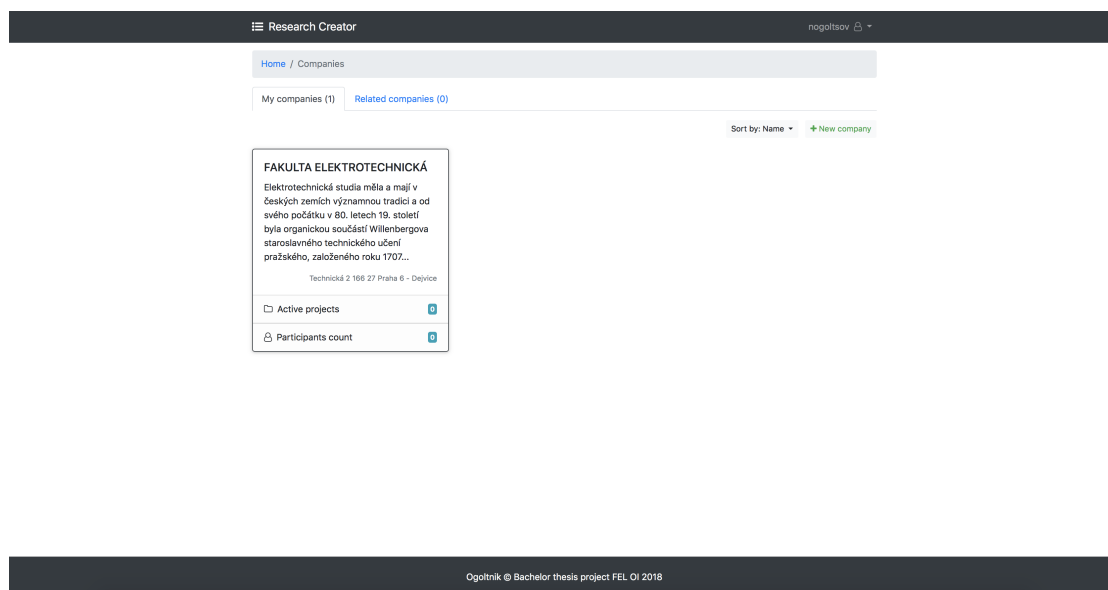 Research Creator
nogoltsov
Home / Companies
My companies (1)
Related companies (0)
Sort by: Name
+ New company
FAKULTA ELEKTROTECHNICKÁ
Elektrotechnická studia měla a mají v
českých zemích významnou tradici a od
svého počátku v 80. letech 19. století
byla organickou součástí Willenbergova
staroslavného technického učení
pražského, založeného roku 1707...
Technická 2 166 27 Praha 6 - Dejvice
Active projects 0
Participants count 0
Ogoltnik © Bachelor thesis project FEL OI 2018